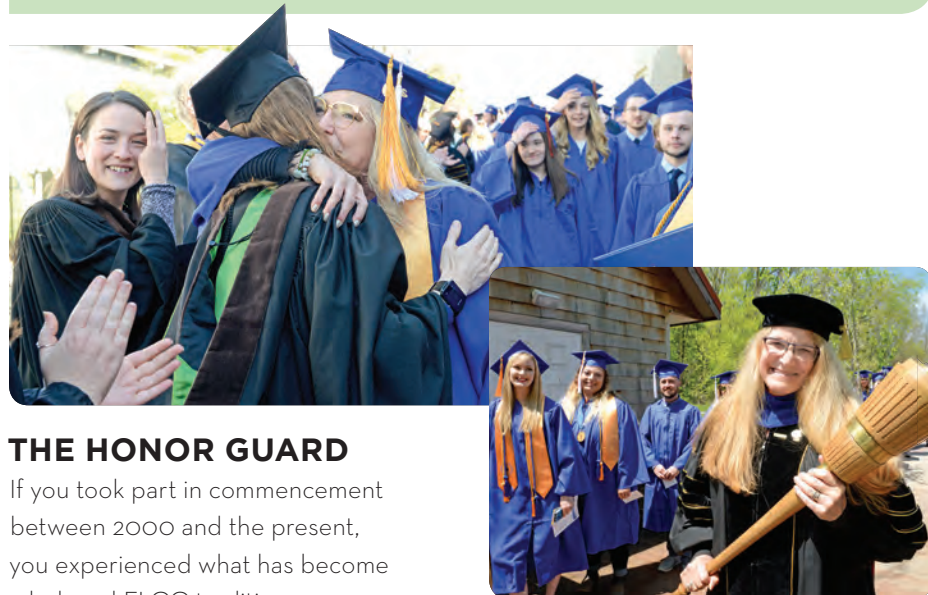 THE HONOR GUARD
If you took part in commencement
between 2000 and the present,
you experienced what has become